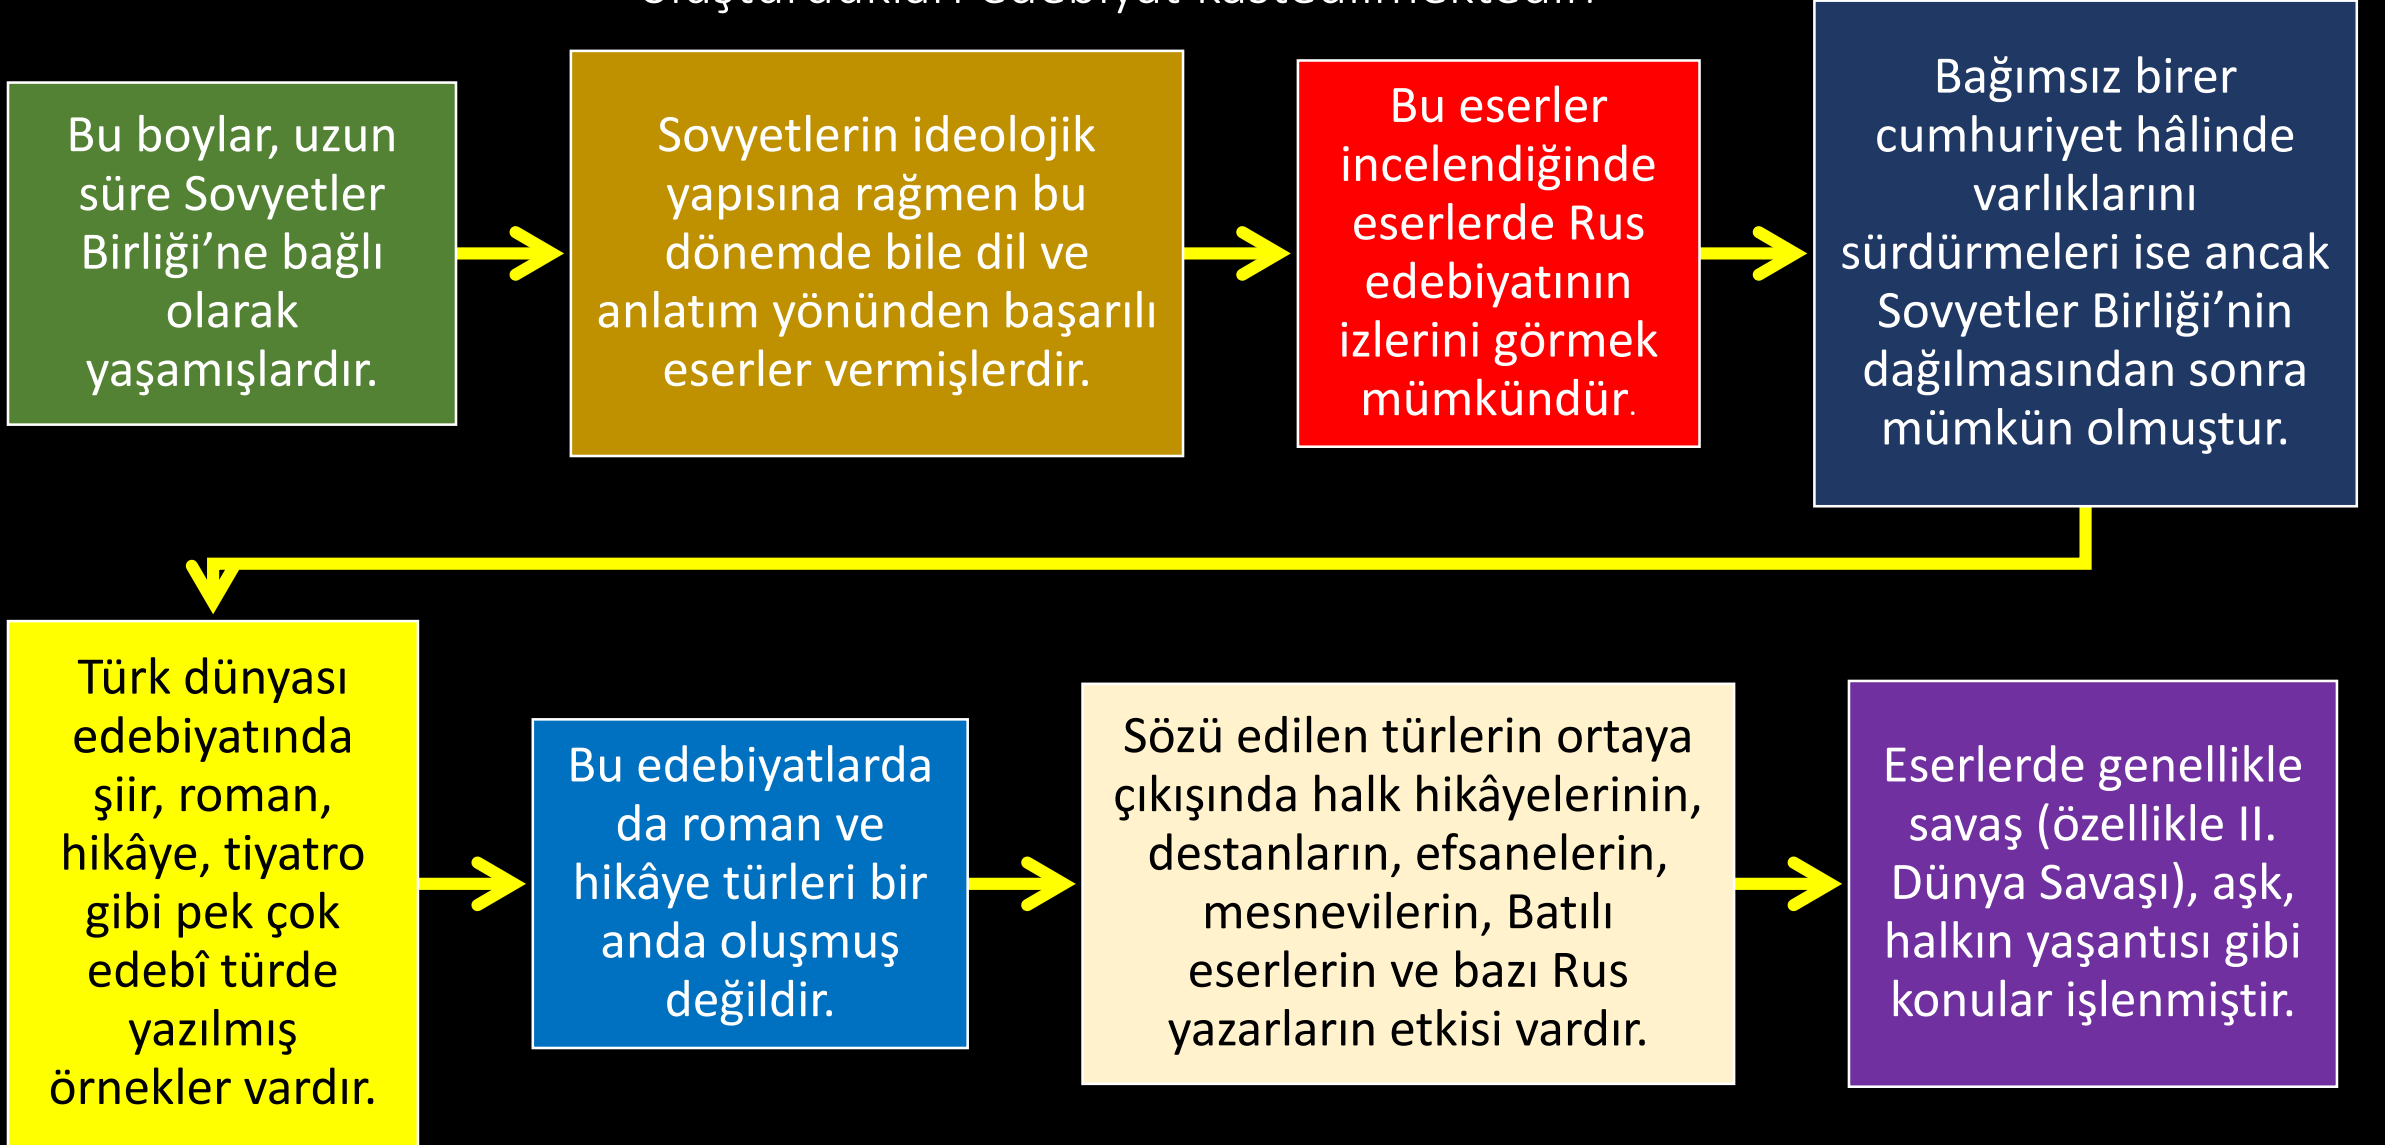 Bu boylar, uzun
süre Sovyetler
Birliği’ne bağlı
olarak
yaşamışlardır.
Sovyetlerin ideolojik
yapısına rağmen bu
dönemde bile dil ve
anlatım yönünden başarılı
eserler vermişlerdir.
Bu eserler
incelendiğinde
eserlerde Rus
edebiyatının
izlerini görmek
mümkündür.
Bağımsız birer
cumhuriyet hâlinde
varlıklarını
sürdürmeleri ise ancak
Sovyetler Birliği’nin
dağılmasından sonra
mümkün olmuştur.
Türk dünyası
edebiyatında
şiir, roman,
hikâye, tiyatro
gibi pek çok
edebî türde
yazılmış
örnekler vardır.
Bu edebiyatlarda
da roman ve
hikâye türleri bir
anda oluşmuş
değildir.
Sözü edilen türlerin ortaya
çıkışında halk hikâyelerinin,
destanların, efsanelerin,
mesnevilerin, Batılı
eserlerin ve bazı Rus
yazarların etkisi vardır.
Eserlerde genellikle
savaş (özellikle II.
Dünya Savaşı), aşk,
halkın yaşantısı gibi
konular işlenmiştir.